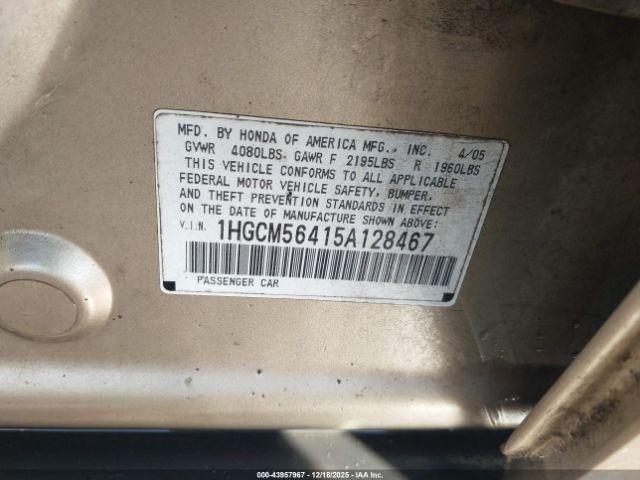 MFD. BY HONDA OF AMERICA MFG., INC. 4/05
GVWR 4080LBS GAWR F 2195LBS R 1960LBS
THIS VEHICLE CONFORMS TO ALL APPLICABLE
FEDERAL MOTOR VEHICLE SAFETY, BUMPER,
AND THEFT PREVENTION STANDARDS IN EFFECT
ON THE DATE OF MANUFACTURE SHOWN ABOVE:
V.I.N. 1HGCM56415A128467
PASSENGER CAR
000-43957967 | 12/18/2025 | IAAI.COM